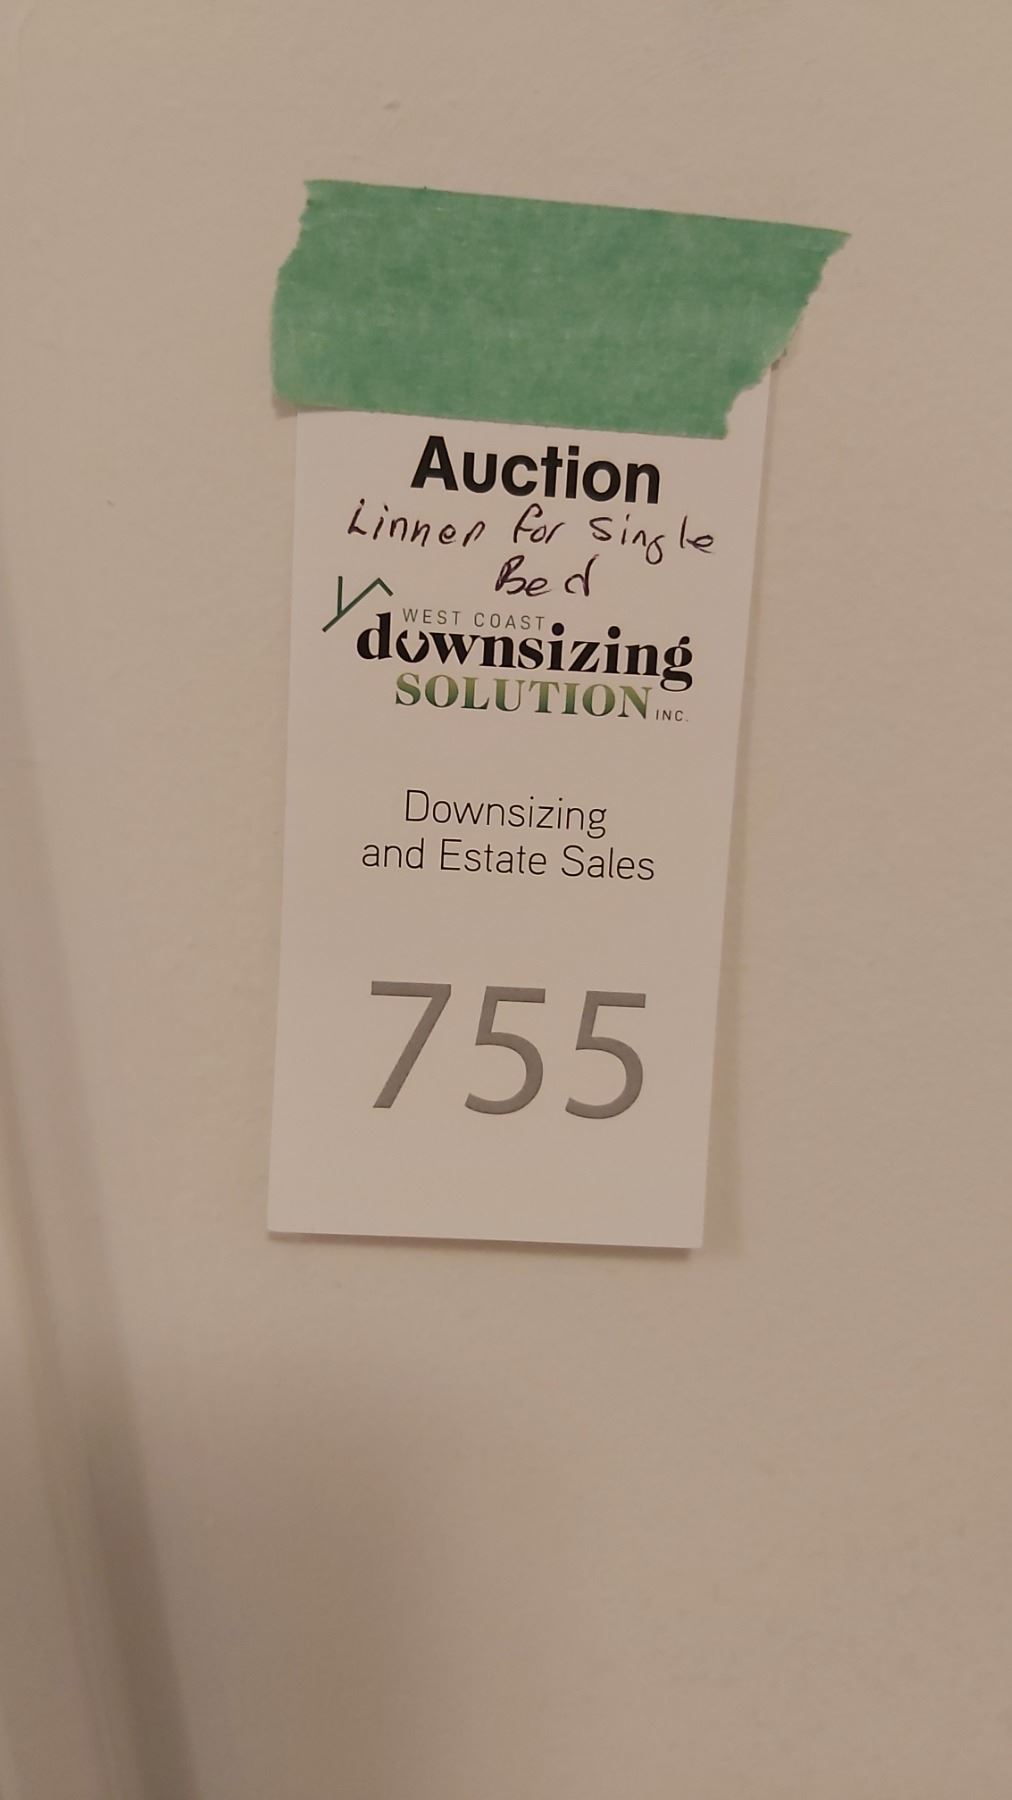 Auction
Linnen for single
Bed
WEST COAST
downsizing
SOLUTION INC.
Downsizing
and Estate Sales
755